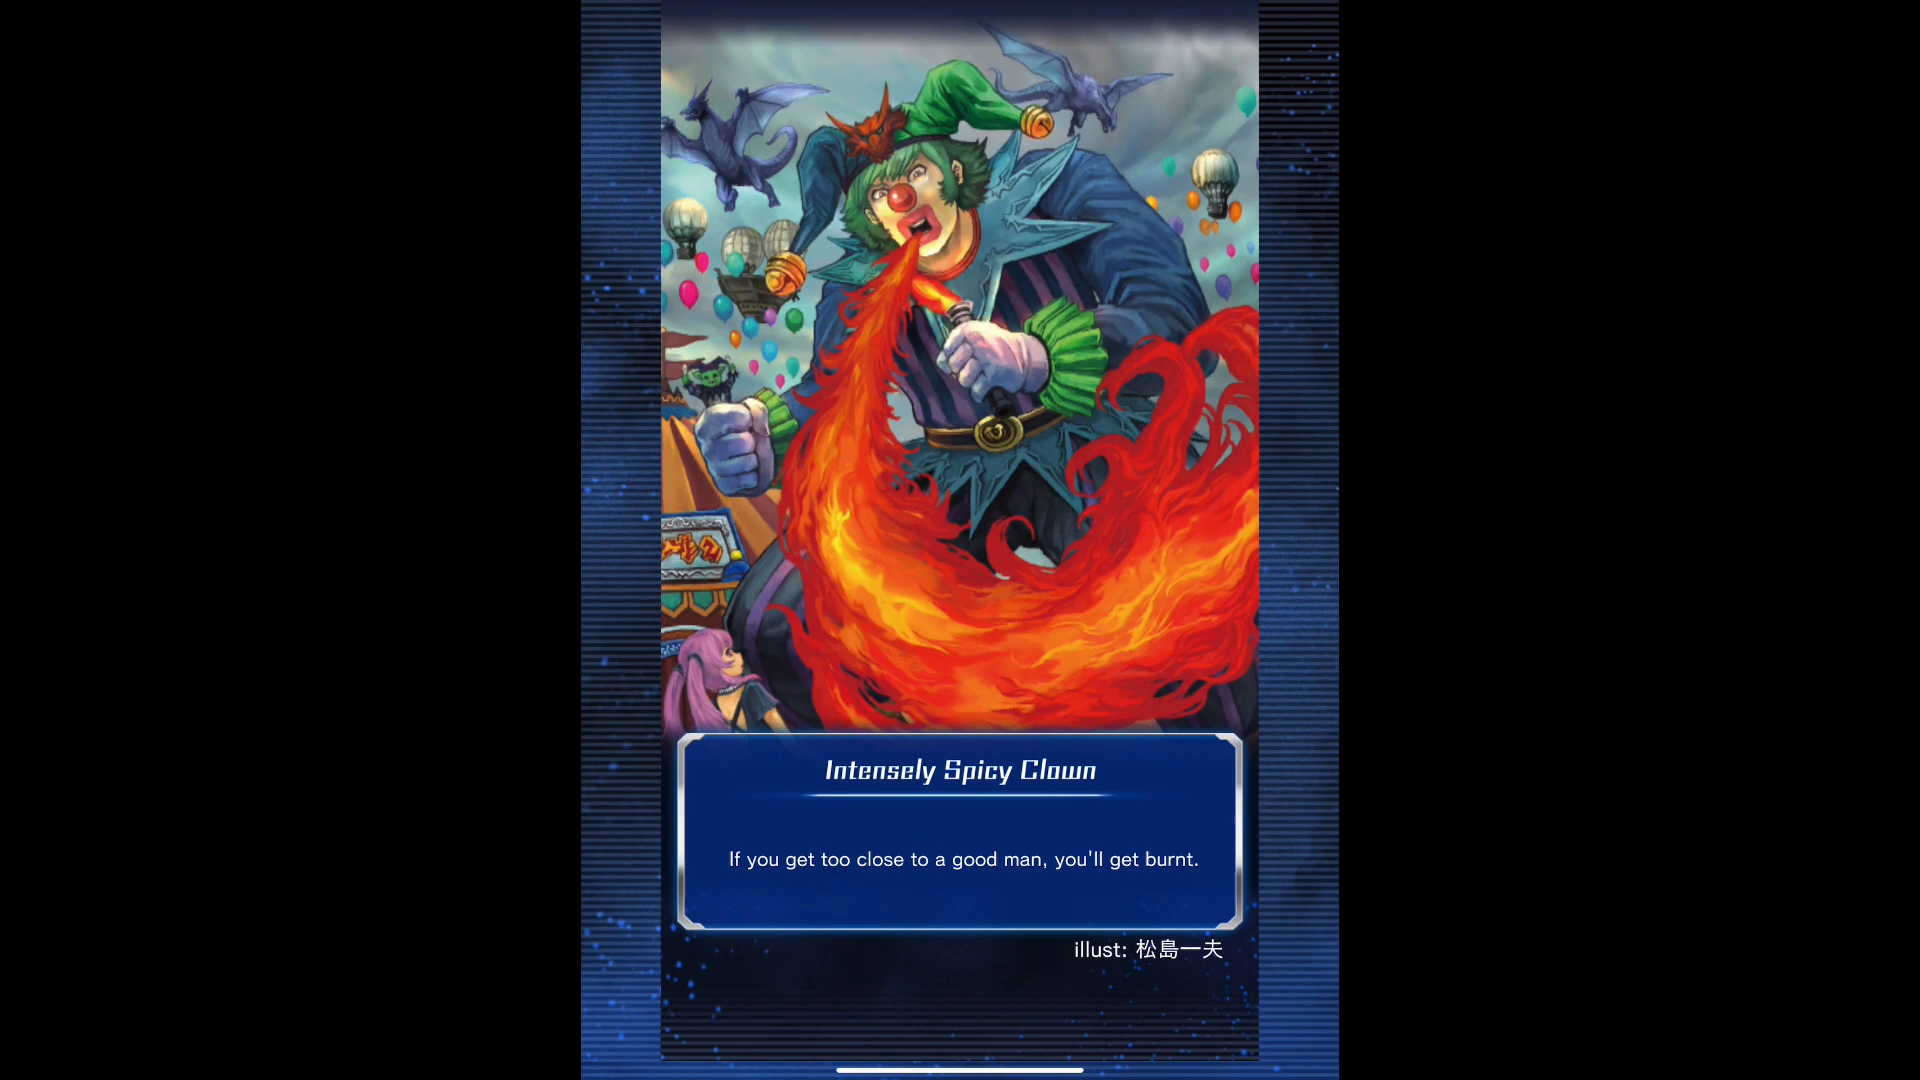 Intensely Spicy Clown
If you get too close to a good man, you'll get burnt.
illust: 松島一夫